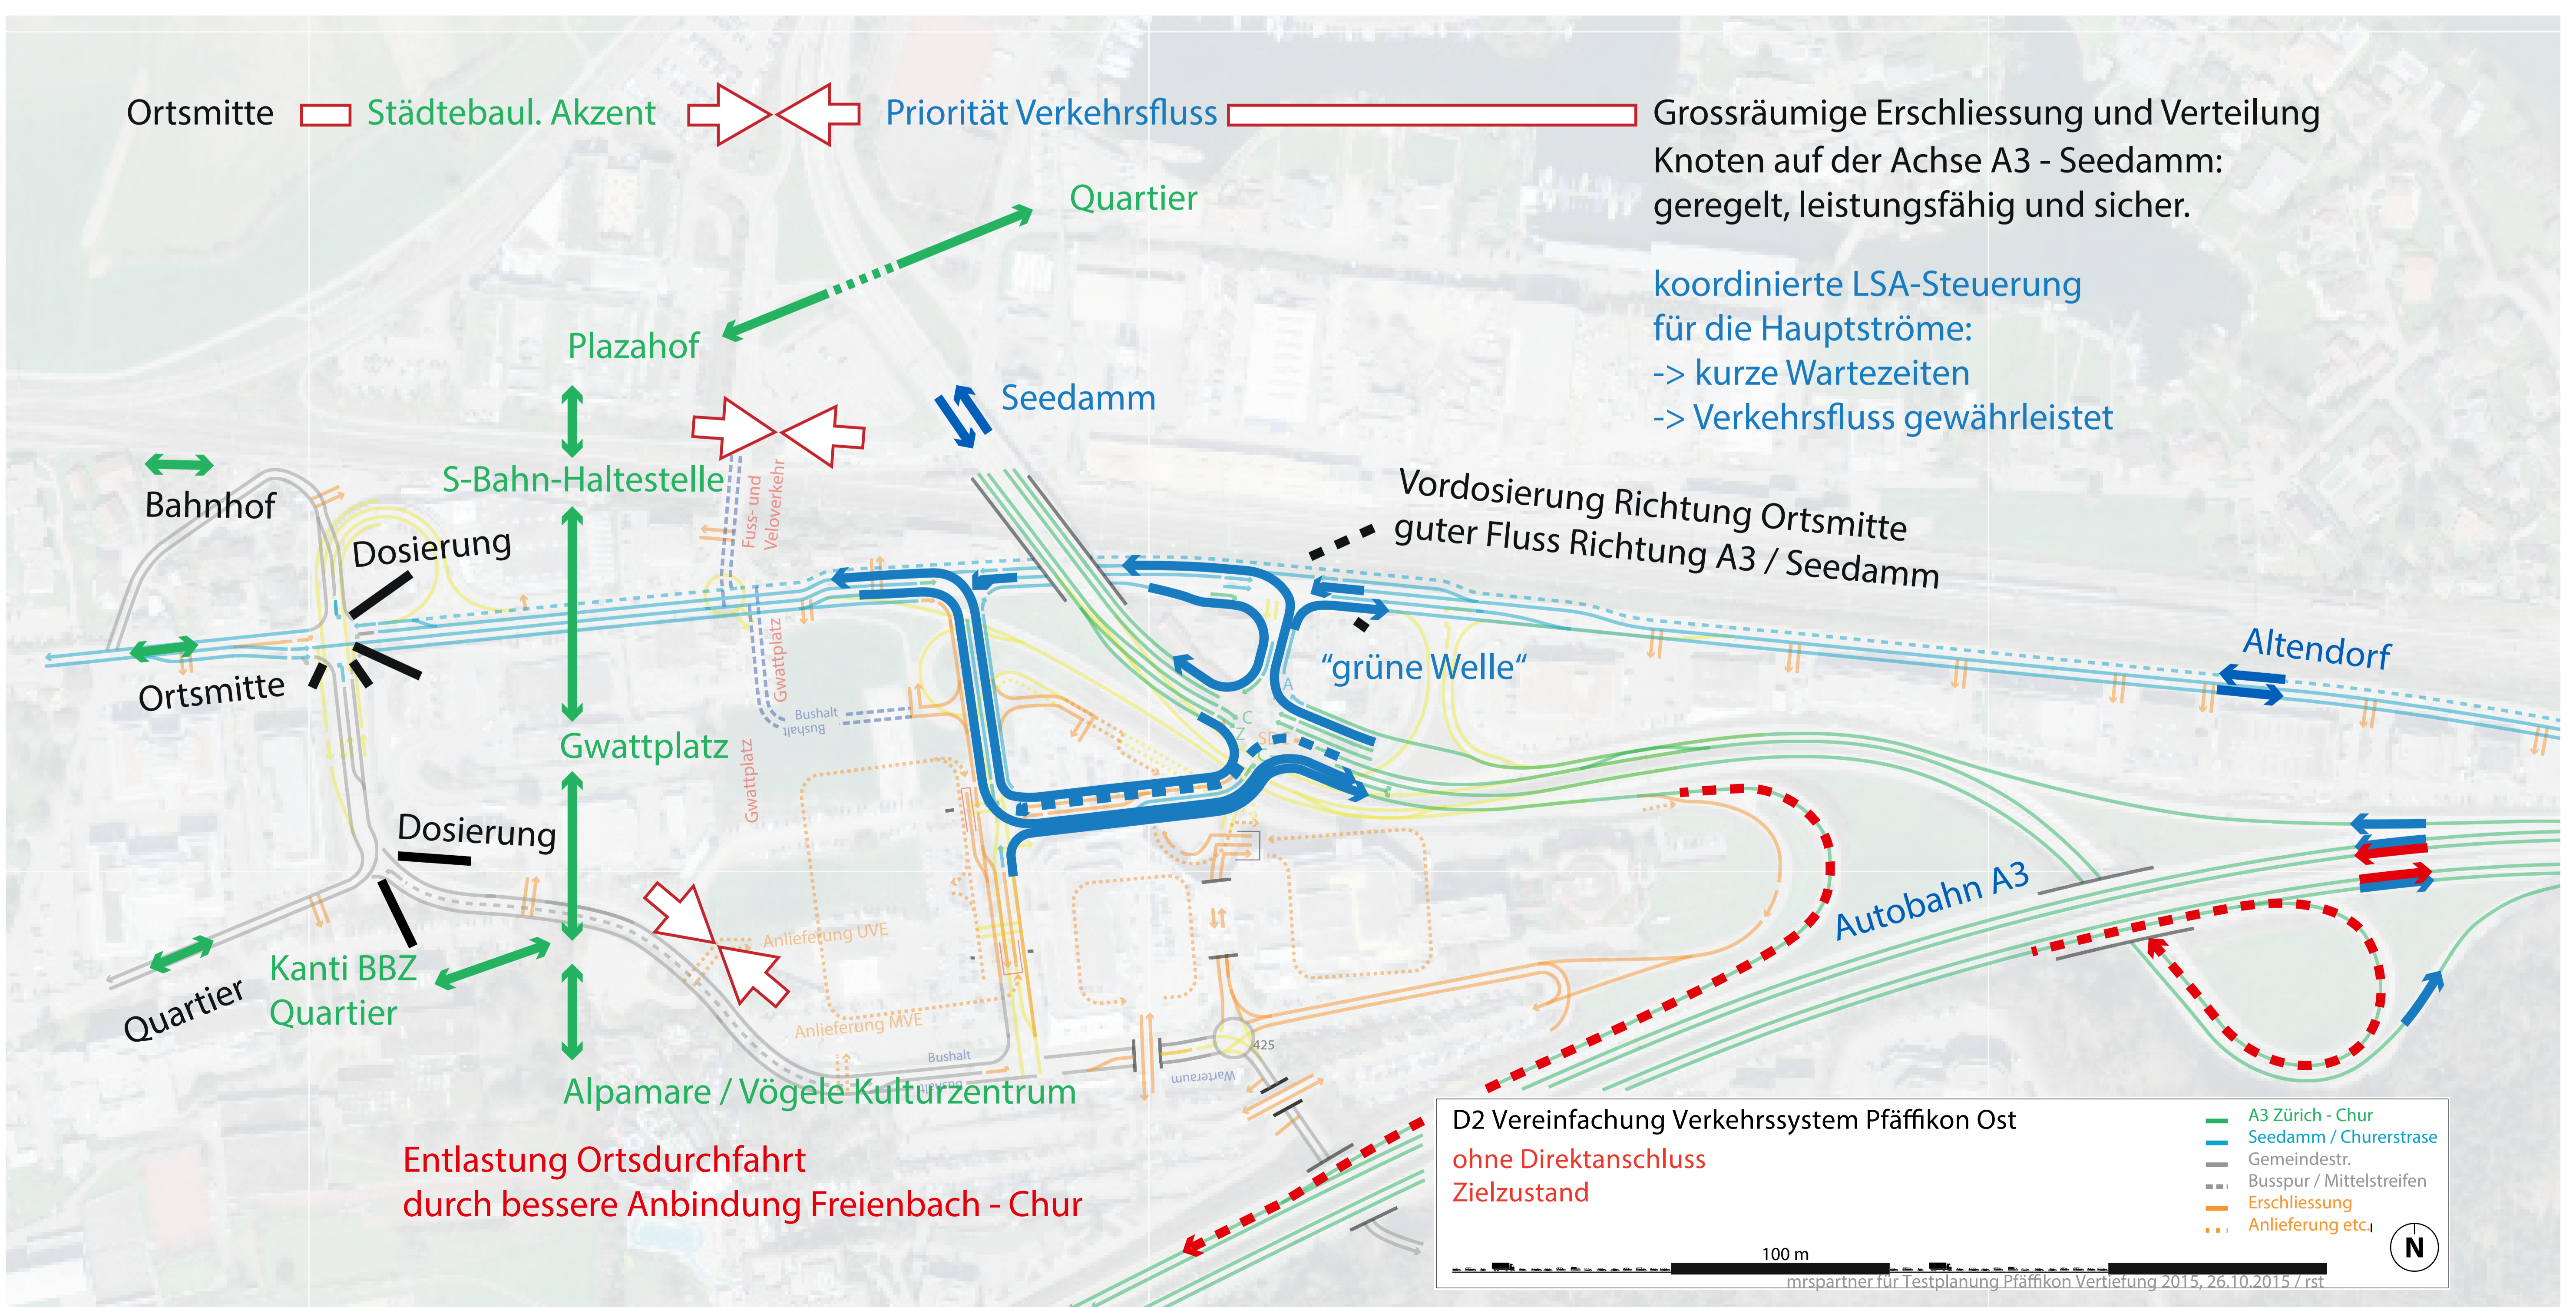 Ortsmitte
Städtebaul. Akzent
Priorität Verkehrsfluss
Grossräumige Erschliessung und Verteilung
Knoten auf der Achse A3 - Seedamm:
geregelt, leistungsfähig und sicher.
koordinierte LSA-Steuerung
für die Hauptströme:
-> kurze Wartezeiten
-> Verkehrsfluss gewährleistet
Quartier
Plazahof
Seedamm
S-Bahn-Haltestelle
Bahnhof
Dosierung
Fuss- und
Veloverkehr
Vordosierung Richtung Ortsmitte
guter Fluss Richtung A3 / Seedamm
Ortsmitte
Gwattplatz
"grüne Welle"
Altendorf
A
C
Z
Bushalt
Bushalt
Gwattplatz
Gwattplatz
Dosierung
Autobahn A3
Kanti BBZ
Quartier
Quartier
Anlieferung UVE
Anlieferung MVE
Bushalt
Bushalt
Warteraum
425
Alpamare / Vögele Kulturzentrum
Entlastung Ortsdurchfahrt
durch bessere Anbindung Freienbach - Chur
D2 Vereinfachung Verkehrssystem Pfäffikon Ost
ohne Direktanschluss
Zielzustand
A3 Zürich - Chur
Seedamm / Churerstrase
Gemeindestr.
Busspur / Mittelstreifen
Erschliessung
Anlieferung etc.
N
100 m
mrspartner für Testplanung Pfäffikon Vertiefung 2015, 26.10.2015 / rst